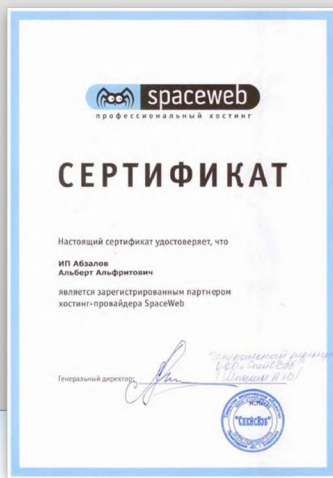 spaceweb
профессиональный хостинг
СЕРТИФИКАТ
Настоящий сертификат удостоверяет, что
ИП Абзалов
Альберт Альфритович
является зарегистрированным партнером
хостинг-провайдера SpaceWeb
Генеральный директор:
"СпейсВэб"